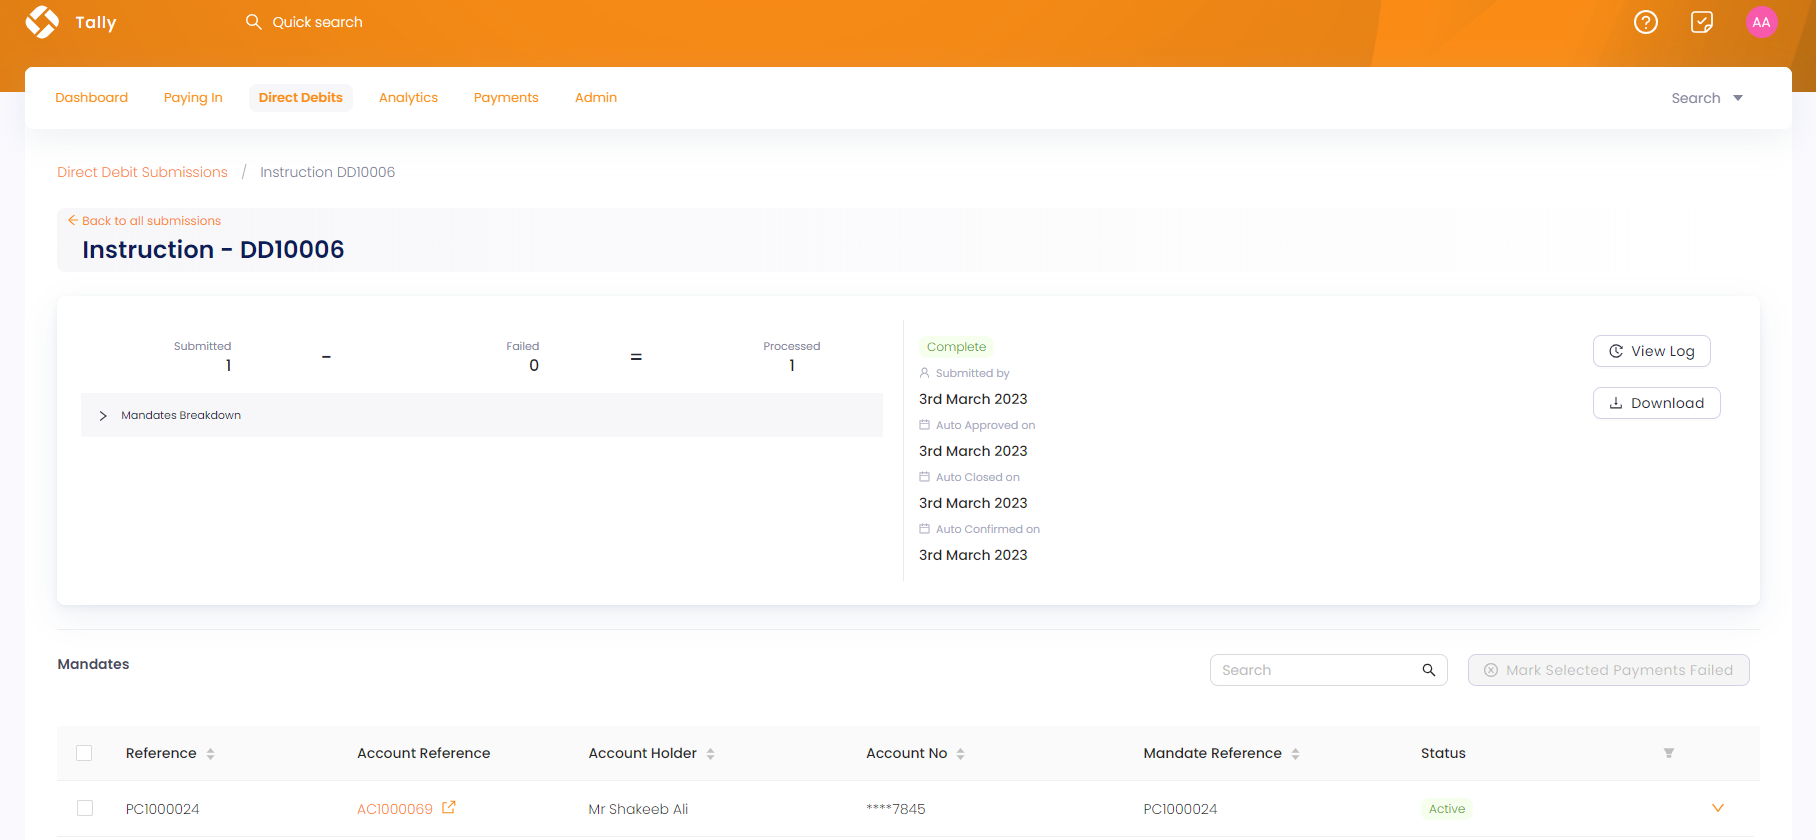 Tally
Quick search
AA
Dashboard Paying In Direct Debits Analytics Payments Admin Search
Direct Debit Submissions / Instruction DD10006
Back to all submissions
Instruction - DD10006
Submitted Failed Processed
1 - 0 = 1
Mandates Breakdown
Complete
Submitted by
3rd March 2023
Auto Approved on
3rd March 2023
Auto Closed on
3rd March 2023
Auto Confirmed on
3rd March 2023
View Log
Download
Mandates
Search
Mark Selected Payments Failed
Reference Account Reference Account Holder Account No Mandate Reference Status
PC1000024 AC1000069 Mr Shakeeb Ali ****7845 PC1000024 Active